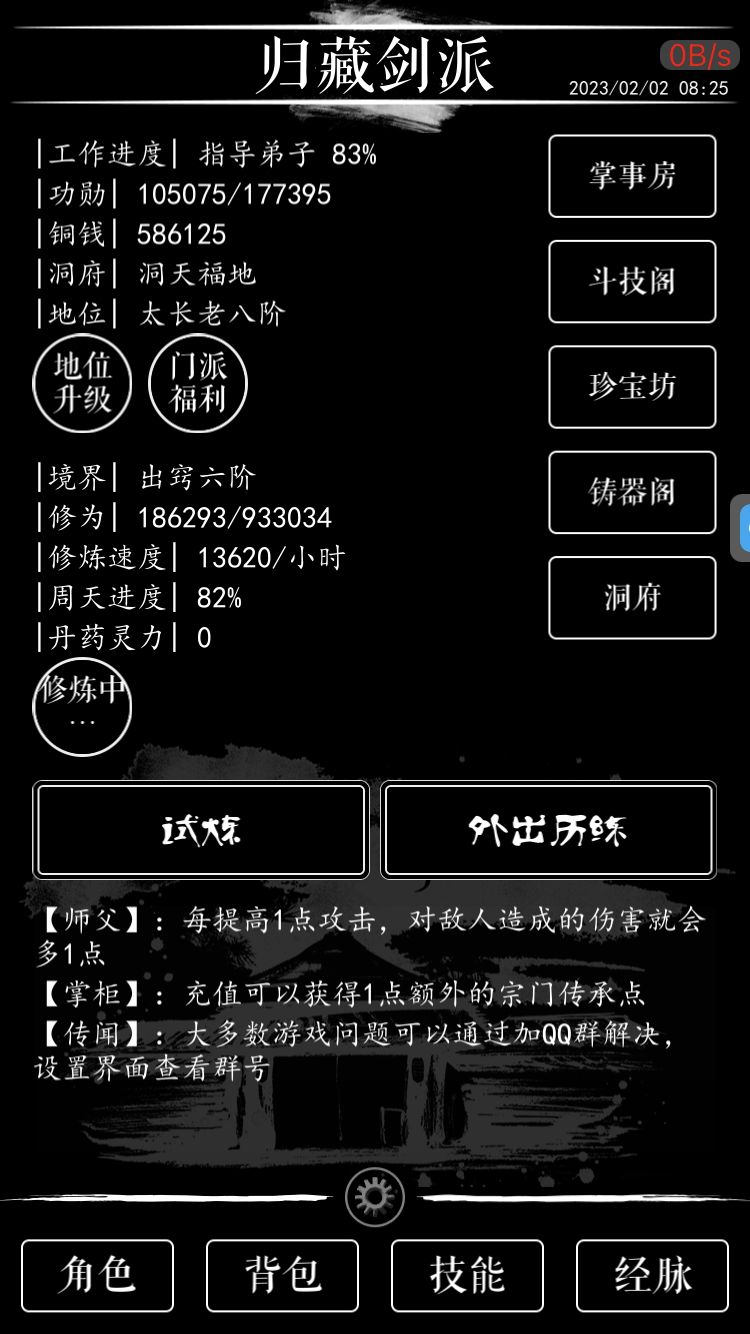 归藏剑派
0B/s
2023/02/02 08:25
|工作进度| 指导弟子 83%
|功勋| 105075/177395
|铜钱| 586125
|洞府| 洞天福地
|地位| 太长老八阶
地位
升级
门派
福利
掌事房
斗技阁
珍宝坊
铸器阁
洞府
|境界| 出窍六阶
|修为| 186293/933034
|修炼速度| 13620/小时
|周天进度| 82%
|丹药灵力| 0
修炼中
...
试炼
外出历练
【师父】：每提高1点攻击，对敌人造成的伤害就会
多1点
【掌柜】：充值可以获得1点额外的宗门传承点
【传闻】：大多数游戏问题可以通过加QQ群解决，
设置界面查看群号
角色
背包
技能
经脉